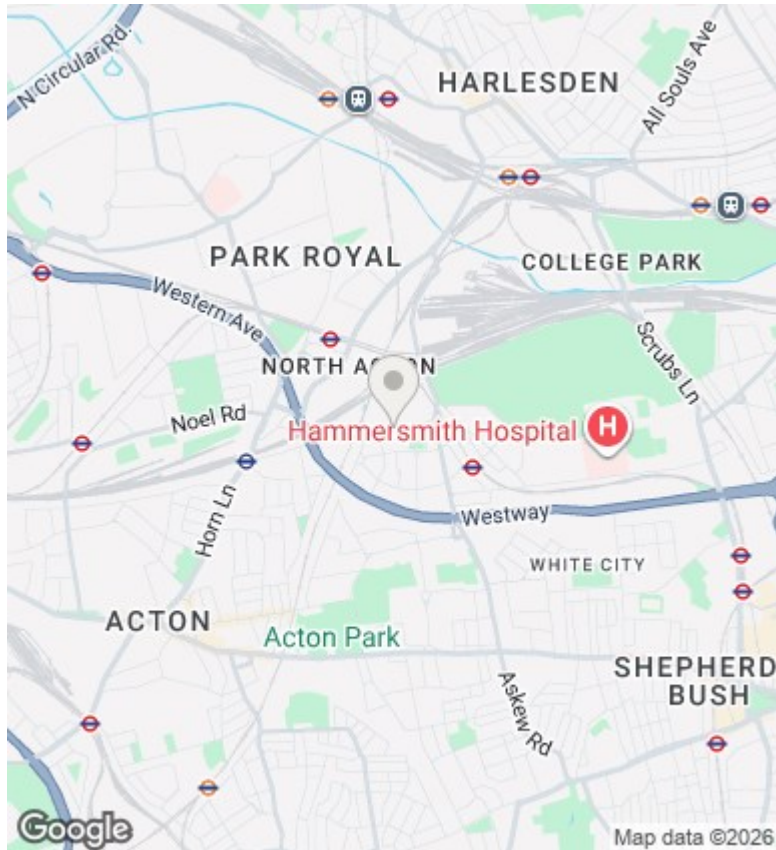 N Circular Rd.
HARLESDEN
All Souls Ave
PARK ROYAL
COLLEGE PARK
Western Ave
Scrubs Ln
NORTH
Noel Rd
Hammersmith Hospital
H
Horn Ln
Westway
WHITE CITY
ACTON
Acton Park
SHEPHERD
BUSH
Askew Rd
Google
Map data ©2026